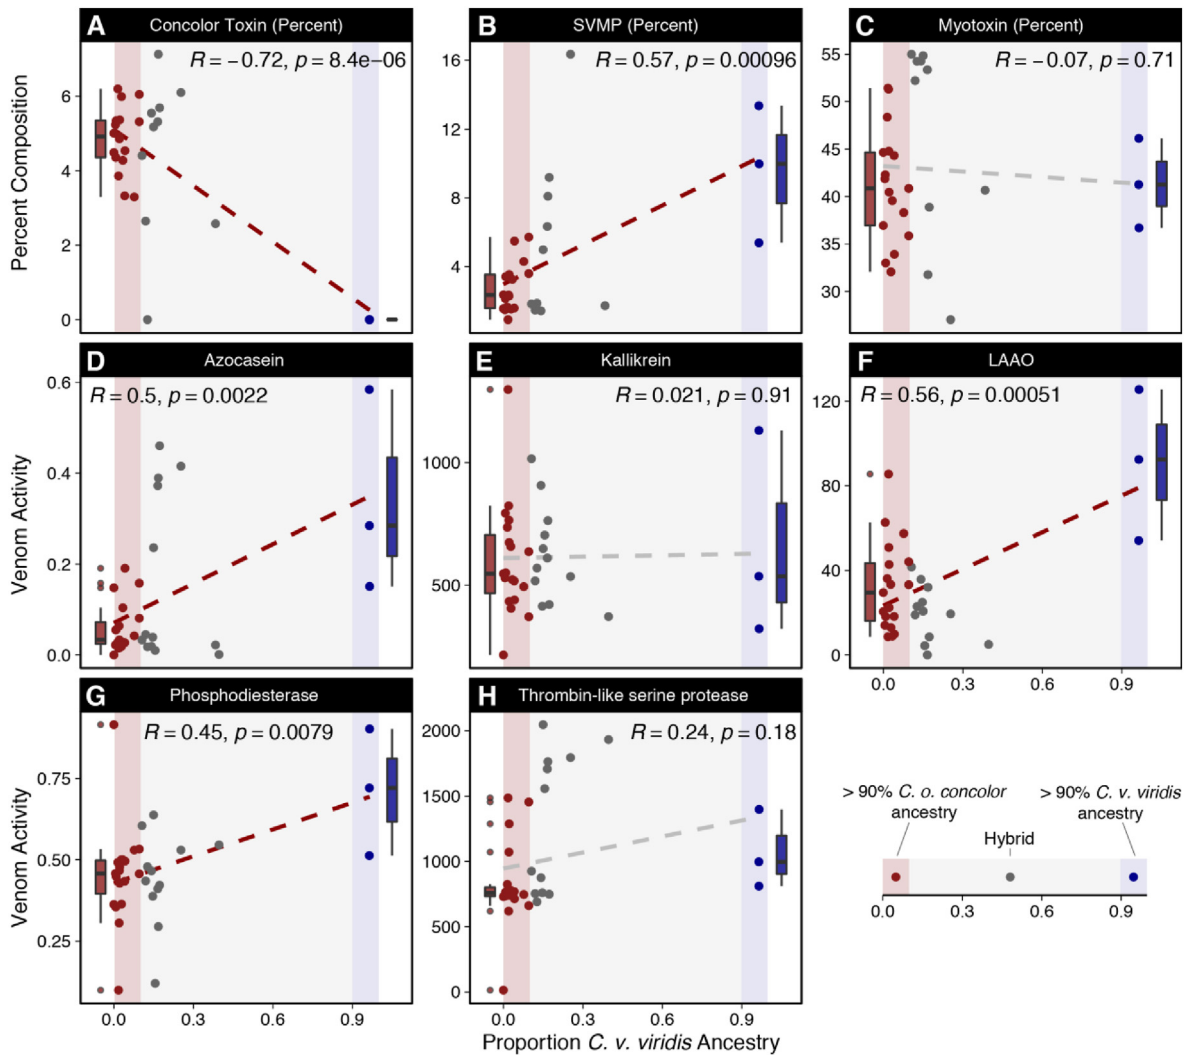 A Concolor Toxin (Percent)
R = −0.72, p = 8.4e−06
Percent Composition
6
4
2
0
B SVMP (Percent)
R = 0.57, p = 0.00096
16
12
8
4
C Myotoxin (Percent)
R = −0.07, p = 0.71
55
50
45
40
35
30
D Azocasein
R = 0.5, p = 0.0022
Venom Activity
0.6
0.4
0.2
0.0
E Kallikrein
R = 0.021, p = 0.91
1000
500
F LAAO
R = 0.56, p = 0.00051
120
80
40
0
0.0 0.3 0.6 0.9
G Phosphodiesterase
R = 0.45, p = 0.0079
Venom Activity
0.75
0.50
0.25
0.0 0.3 0.6 0.9
H Thrombin-like serine protease
R = 0.24, p = 0.18
2000
1500
1000
500
0
0.0 0.3 0.6 0.9
Proportion C. v. viridis Ancestry
> 90% C. o. concolor
ancestry
> 90% C. v. viridis
ancestry
Hybrid
0.0 0.3 0.6 0.9